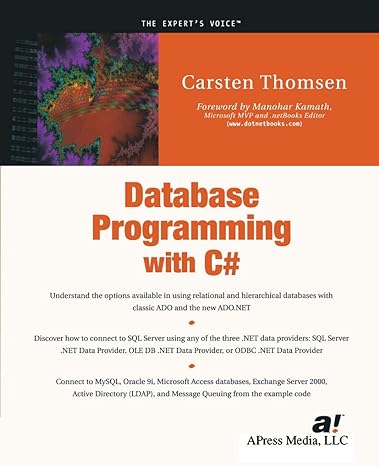 THE EXPERT'S VOICE™
Carsten Thomsen
Foreword by Manohar Kamath,
Microsoft MVP and .netBooks Editor
(www.dotnetbooks.com)
Database
Programming
with C#
Understand the options available in using relational and hierarchical databases with
classic ADO and the new ADO.NET
Discover how to connect to SQL Server using any of the three .NET data providers: SQL Server
.NET Data Provider, OLE DB .NET Data Provider, or ODBC .NET Data Provider
Connect to MySQL, Oracle 9i, Microsoft Access databases, Exchange Server 2000,
Active Directory (LDAP), and Message Queuing from the example code
a!™
APress Media, LLC